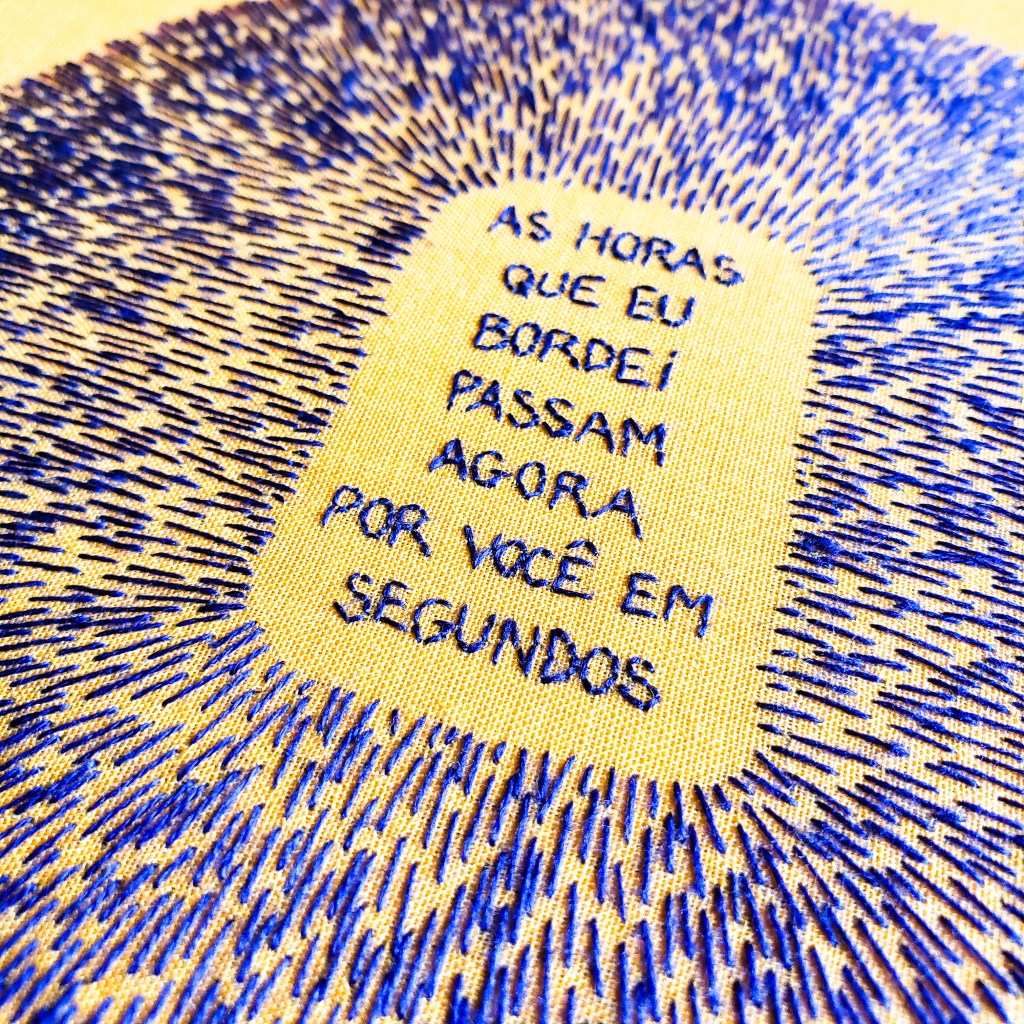 AS HORAS
QUE EU
BORDEi
PASSAM
AGORA
POR VOCÊ EM
SEGUNDOS